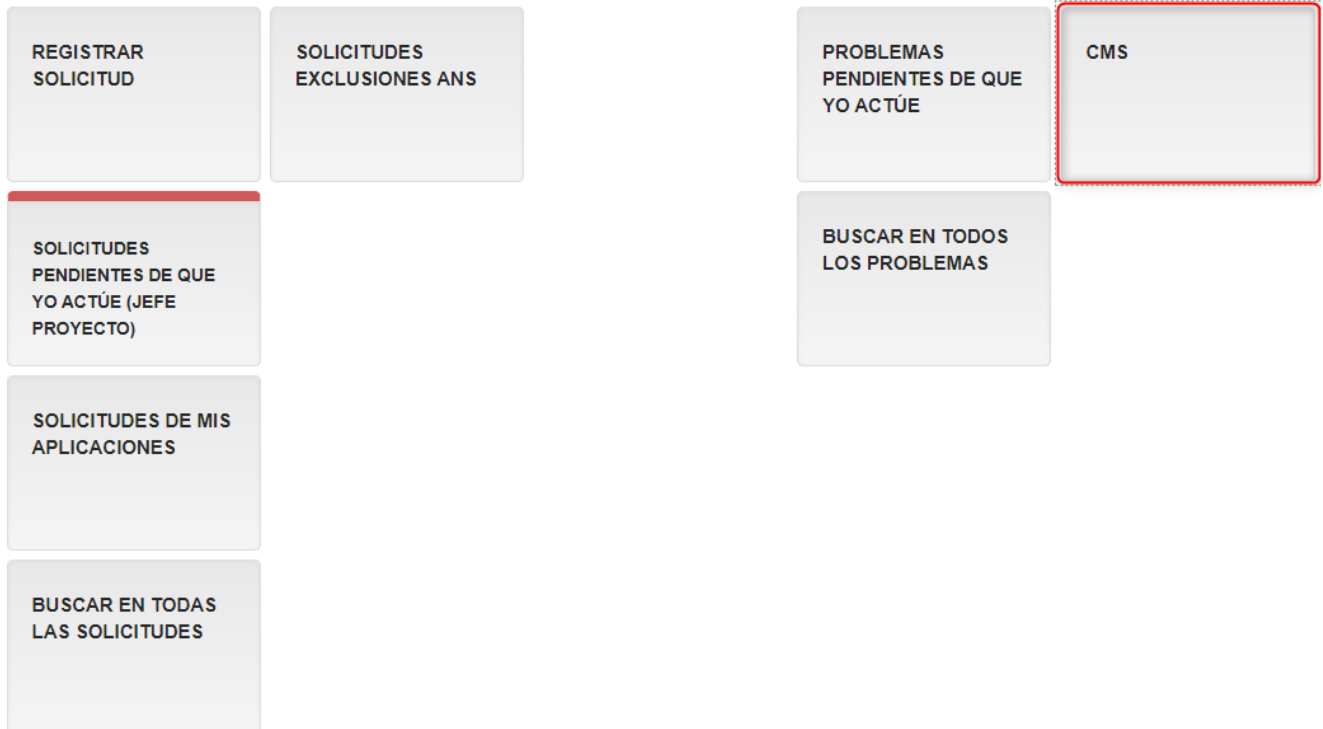 REGISTRAR
SOLICITUD
SOLICITUDES
EXCLUSIONES ANS
PROBLEMAS
PENDIENTES DE QUE
YO ACTÚE
CMS
SOLICITUDES
PENDIENTES DE QUE
YO ACTÚE (JEFE
PROYECTO)
BUSCAR EN TODOS
LOS PROBLEMAS
SOLICITUDES DE MIS
APLICACIONES
BUSCAR EN TODAS
LAS SOLICITUDES